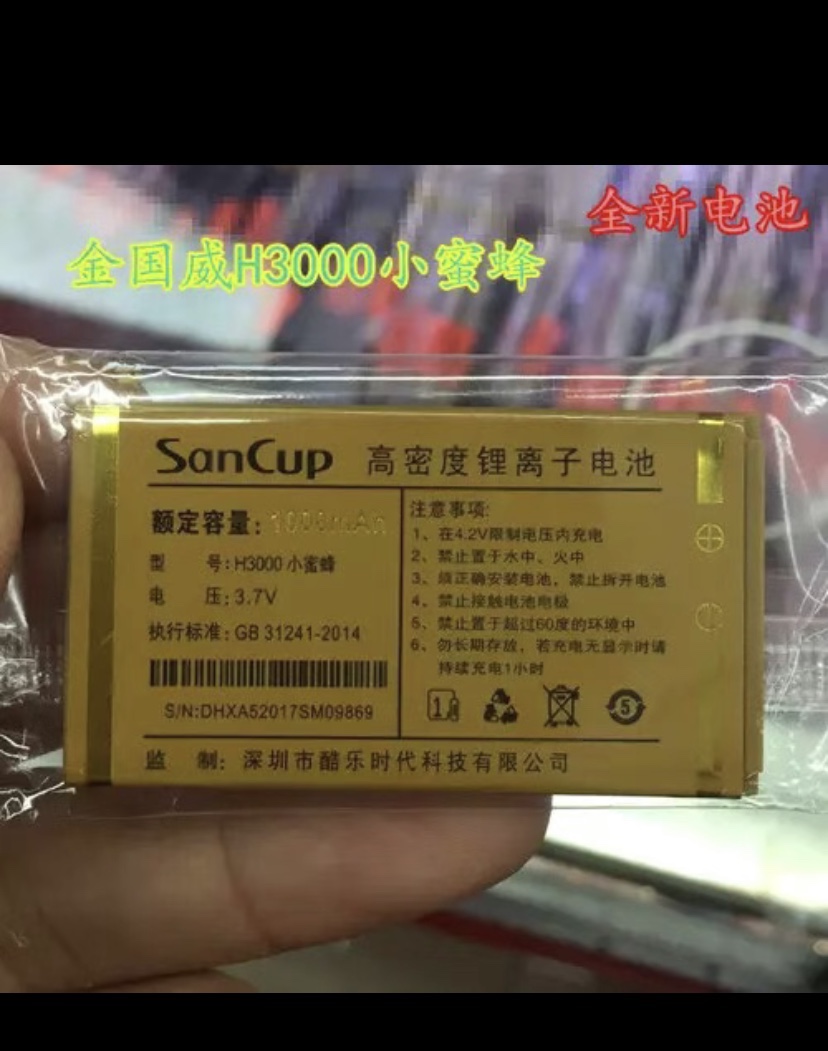 全新电池
金国威H3000小蜜蜂
SanCup 高密度锂离子电池
额定容量: 1000mAh
型 号: H3000 小蜜蜂
电 压: 3.7V
执行标准: GB 31241-2014
S/N:DHXA52017SM09869
注意事项:
1、在4.2V限制电压内充电
2、禁止置于水中、火中
3、须正确安装电池，禁止拆开电池
4、禁止接触电池电极
5、禁止置于超过60度的环境中
6、勿长期存放，若充电无显示时请
持续充电1小时
1
5
监 制: 深圳市酷乐时代科技有限公司